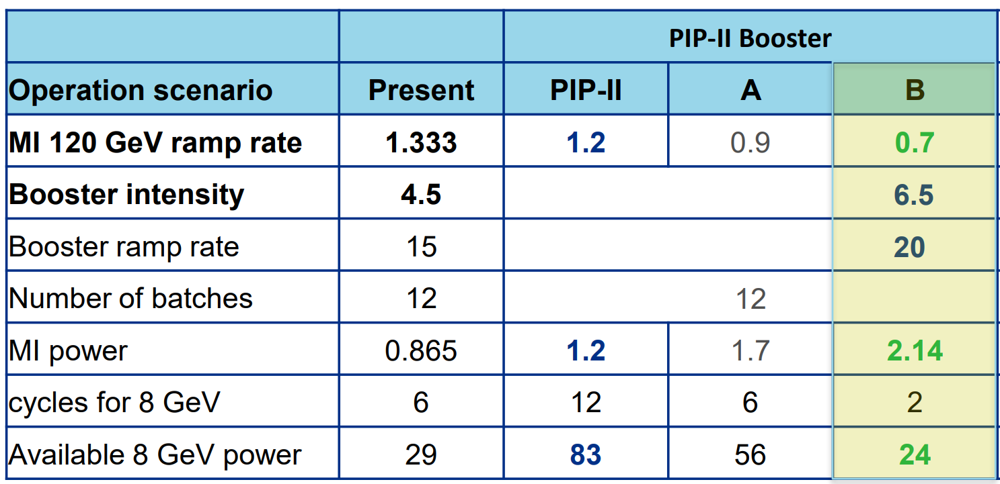 PIP-II Booster
Operation scenario Present PIP-II A B
MI 120 GeV ramp rate 1.333 1.2 0.9 0.7
Booster intensity 4.5 6.5
Booster ramp rate 15 20
Number of batches 12 12
MI power 0.865 1.2 1.7 2.14
cycles for 8 GeV 6 12 6 2
Available 8 GeV power 29 83 56 24